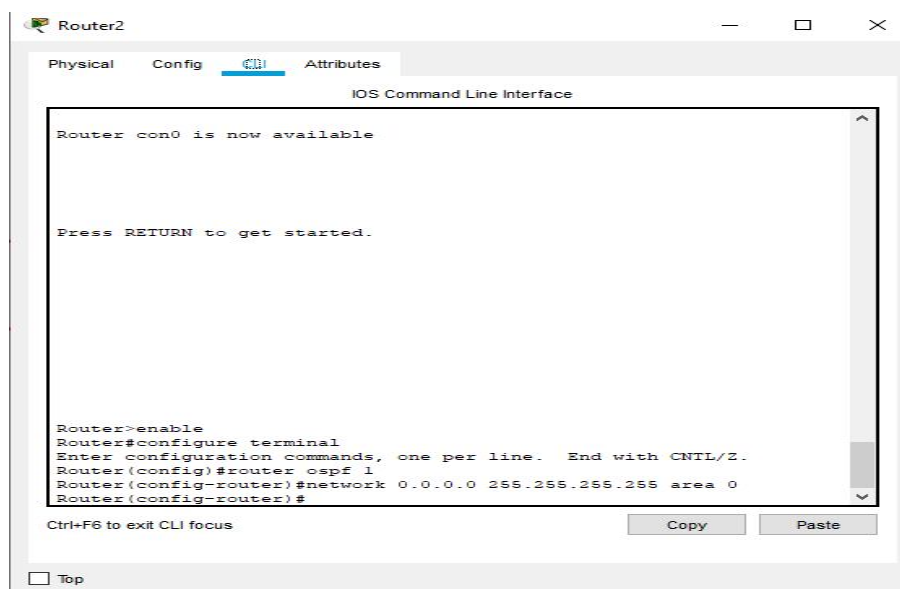 Router2
Physical Config CLI Attributes
IOS Command Line Interface
Router con0 is now available
Press RETURN to get started.
Router>enable
Router#configure terminal
Enter configuration commands, one per line.  End with CNTL/Z.
Router(config)#router ospf 1
Router(config-router)#network 0.0.0.0 255.255.255.255 area 0
Router(config-router)#
Ctrl+F6 to exit CLI focus
Copy Paste
Top